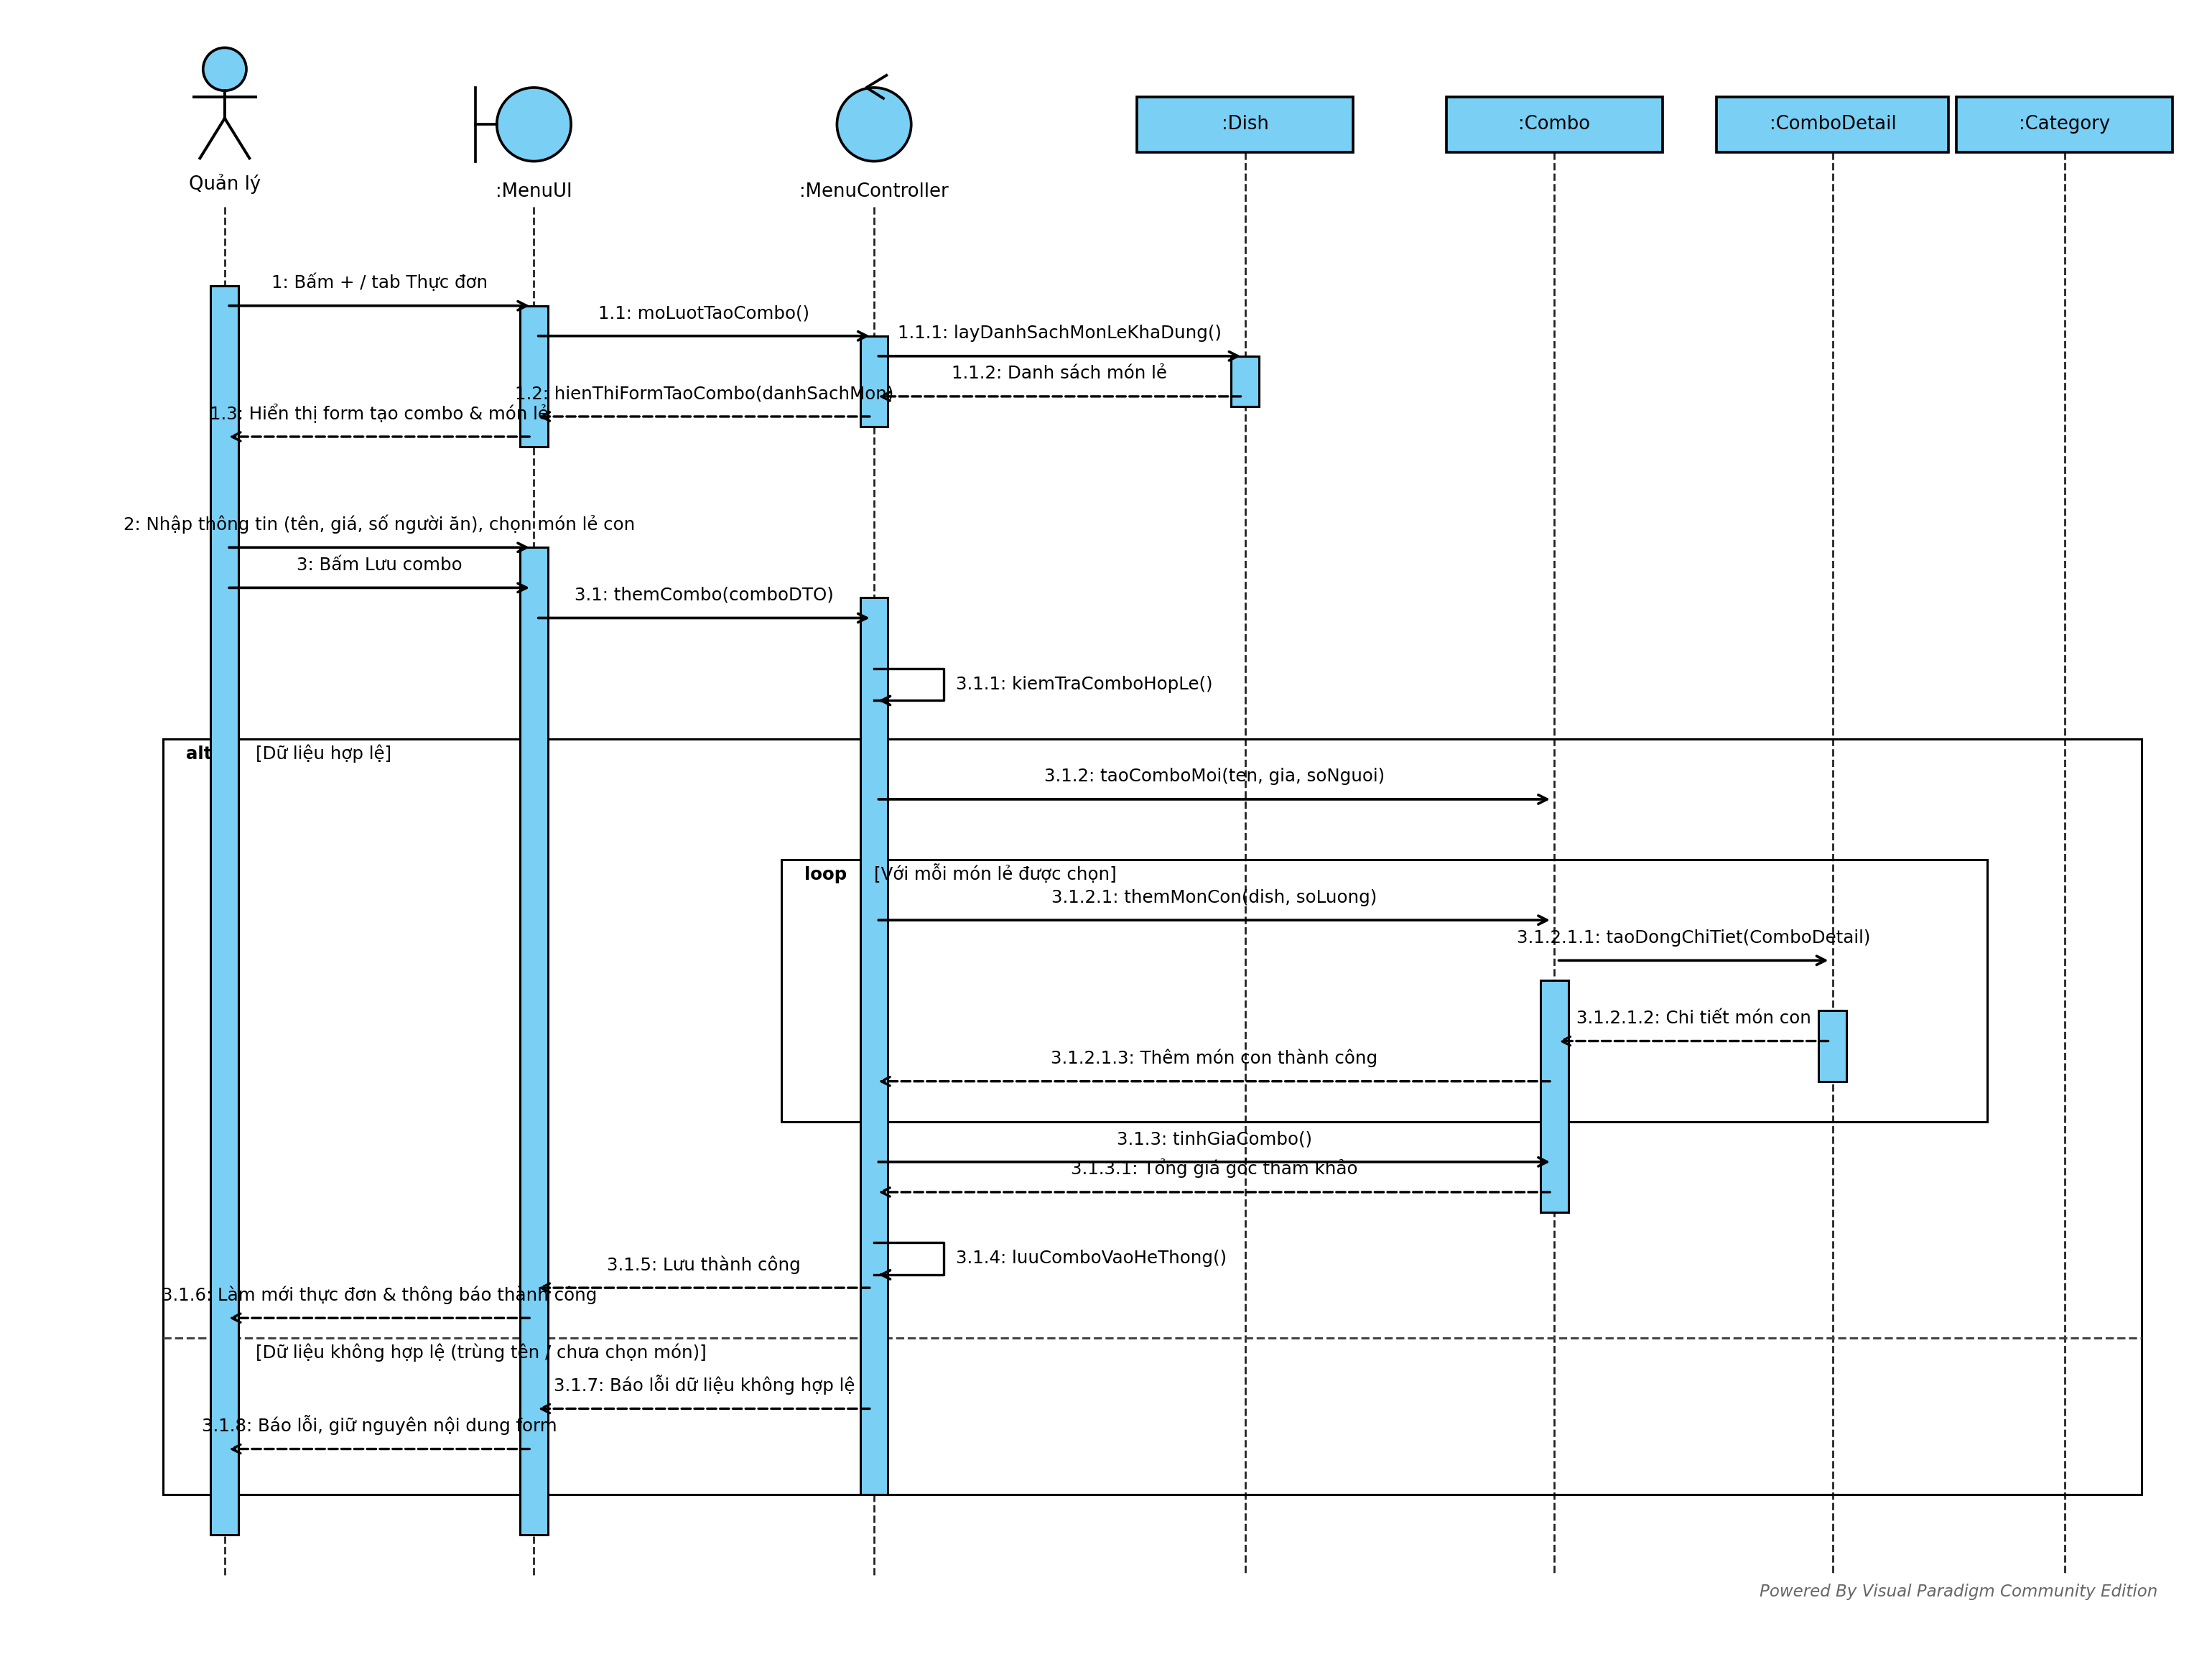 Quản lý
:MenuUI
:MenuController
:Dish
:Combo
:ComboDetail
:Category
1: Bấm + / tab Thực đơn
1.1: moLuotTaoCombo()
1.1.1: layDanhSachMonLeKhaDung()
1.1.2: Danh sách món lẻ
1.2: hienThiFormTaoCombo(danhSachMon)
1.3: Hiển thị form tạo combo & món lẻ
2: Nhập thông tin (tên, giá, số người ăn), chọn món lẻ con
3: Bấm Lưu combo
3.1: themCombo(comboDTO)
3.1.1: kiemTraComboHopLe()
alt [Dữ liệu hợp lệ]
3.1.2: taoComboMoi(ten, gia, soNguoi)
loop [Với mỗi món lẻ được chọn]
3.1.2.1: themMonCon(dish, soLuong)
3.1.2.1.1: taoDongChiTiet(ComboDetail)
3.1.2.1.2: Chi tiết món con
3.1.2.1.3: Thêm món con thành công
3.1.3: tinhGiaCombo()
3.1.3.1: Tổng giá gốc tham khảo
3.1.4: luuComboVaoHeThong()
3.1.5: Lưu thành công
3.1.6: Làm mới thực đơn & thông báo thành công
[Dữ liệu không hợp lệ (trùng tên / chưa chọn món)]
3.1.7: Báo lỗi dữ liệu không hợp lệ
3.1.8: Báo lỗi, giữ nguyên nội dung form
Powered By Visual Paradigm Community Edition